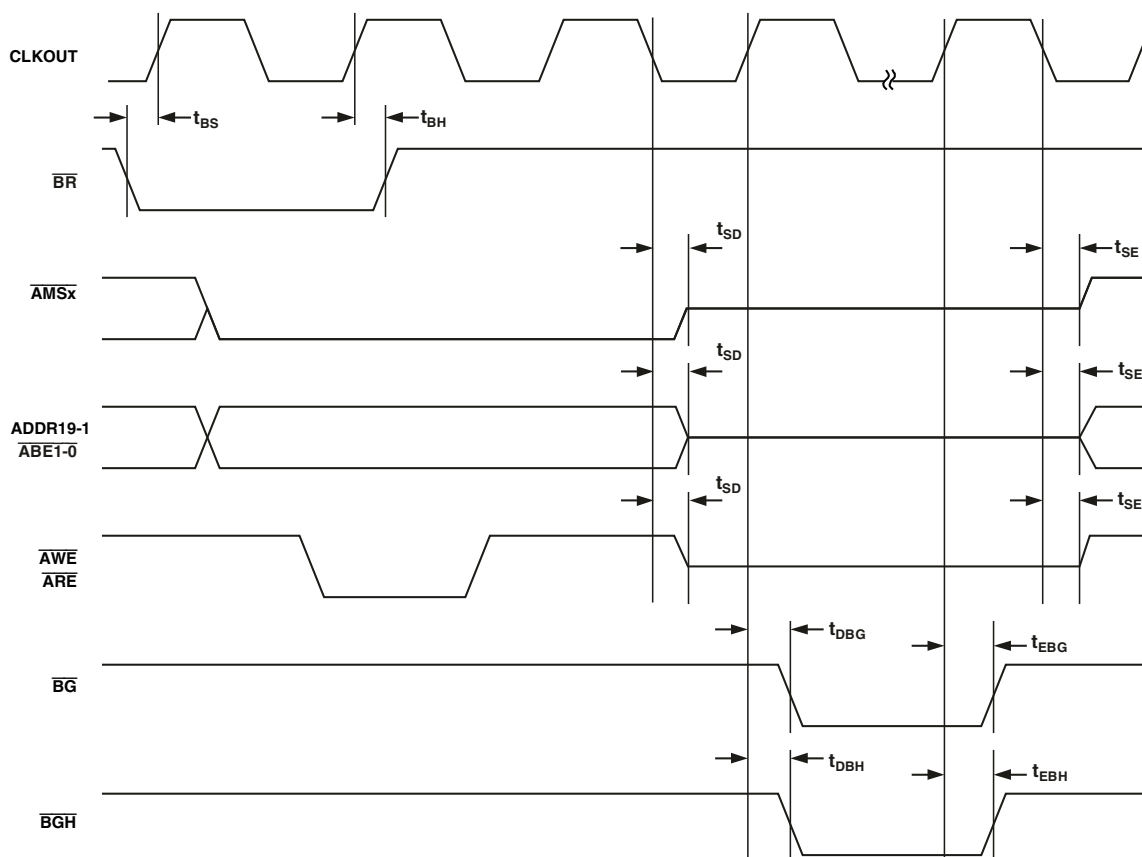 CLKOUT
tBS
tBH
BR
tSD
tSE
AMSx
tSD
tSE
ADDR19-1
ABE1-0
tSD
tSE
AWE
ARE
tDBG
tEBG
BG
tDBH
tEBH
BGH